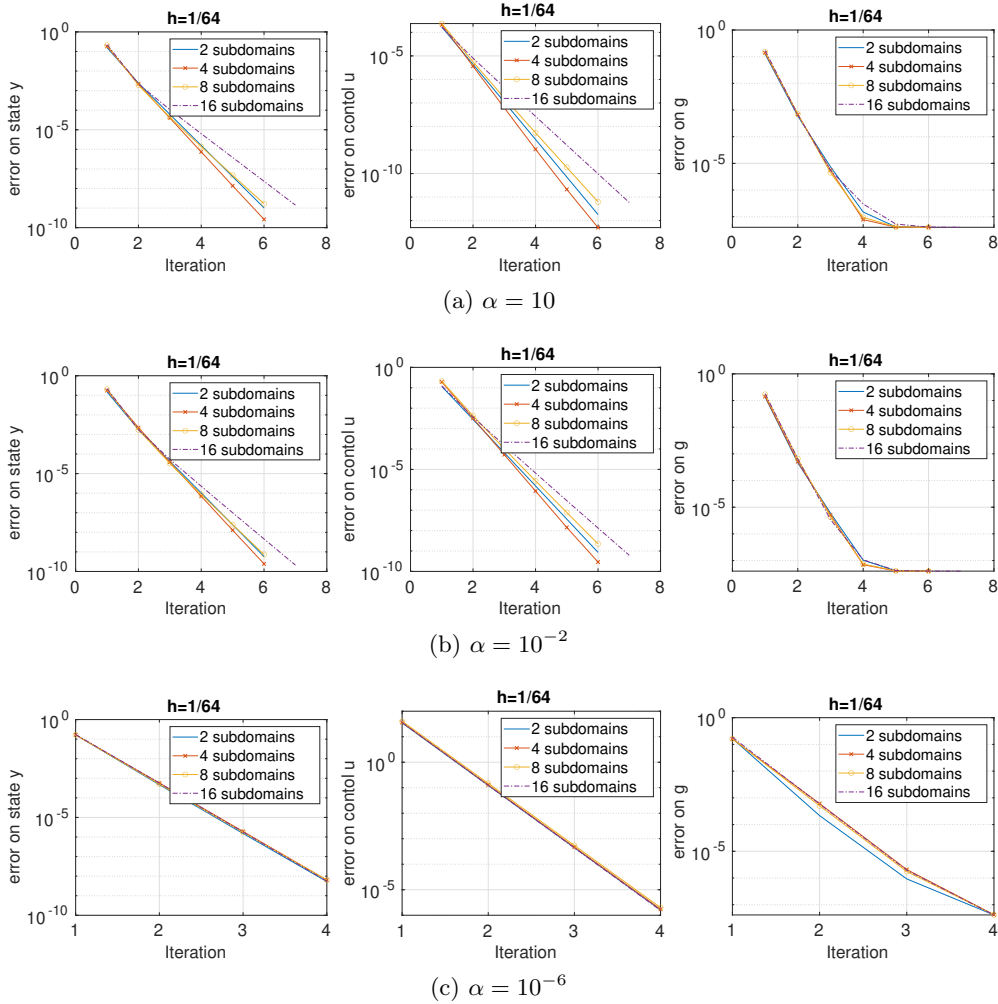 h=1/64
10^0
10^-5
10^-10
0
2
4
6
8
error on state y
Iteration
2 subdomains
4 subdomains
8 subdomains
16 subdomains
h=1/64
10^-5
10^-10
0
2
4
6
8
error on contol u
Iteration
2 subdomains
4 subdomains
8 subdomains
16 subdomains
h=1/64
10^0
10^-5
0
2
4
6
8
error on g
Iteration
2 subdomains
4 subdomains
8 subdomains
16 subdomains
(a) α = 10
h=1/64
10^0
10^-5
10^-10
0
2
4
6
8
error on state y
Iteration
2 subdomains
4 subdomains
8 subdomains
16 subdomains
h=1/64
10^0
10^-5
10^-10
0
2
4
6
8
error on contol u
Iteration
2 subdomains
4 subdomains
8 subdomains
16 subdomains
h=1/64
10^0
10^-5
0
2
4
6
8
error on g
Iteration
2 subdomains
4 subdomains
8 subdomains
16 subdomains
(b) α = 10^-2
h=1/64
10^0
10^-5
10^-10
1
2
3
4
error on state y
Iteration
2 subdomains
4 subdomains
8 subdomains
16 subdomains
h=1/64
10^0
10^-5
1
2
3
4
error on contol u
Iteration
2 subdomains
4 subdomains
8 subdomains
16 subdomains
h=1/64
10^0
10^-5
1
2
3
4
error on g
Iteration
2 subdomains
4 subdomains
8 subdomains
16 subdomains
(c) α = 10^-6